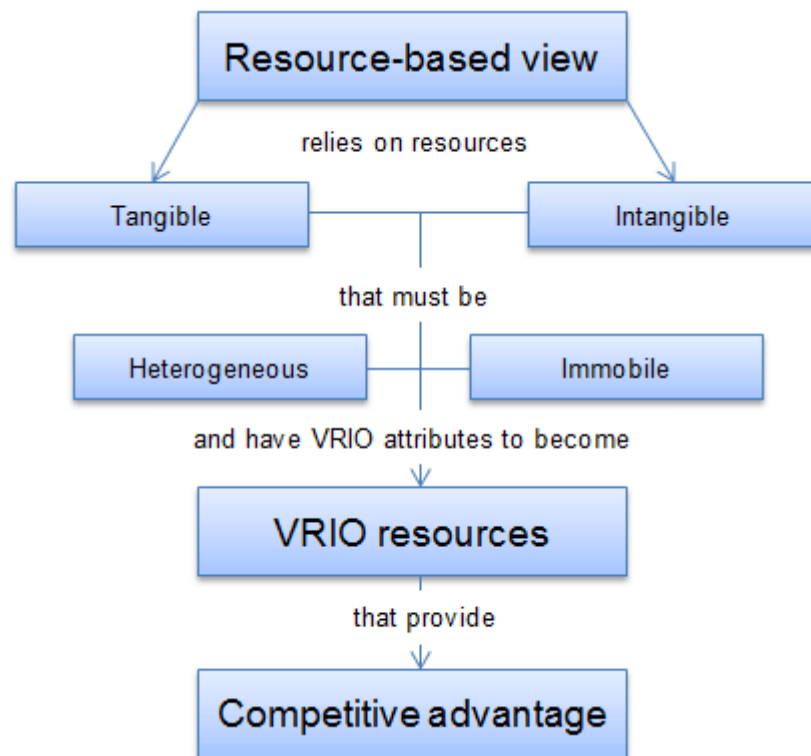 Resource-based view
relies on resources
Tangible
Intangible
that must be
Heterogeneous
Immobile
and have VRIO attributes to become
VRIO resources
that provide
Competitive advantage